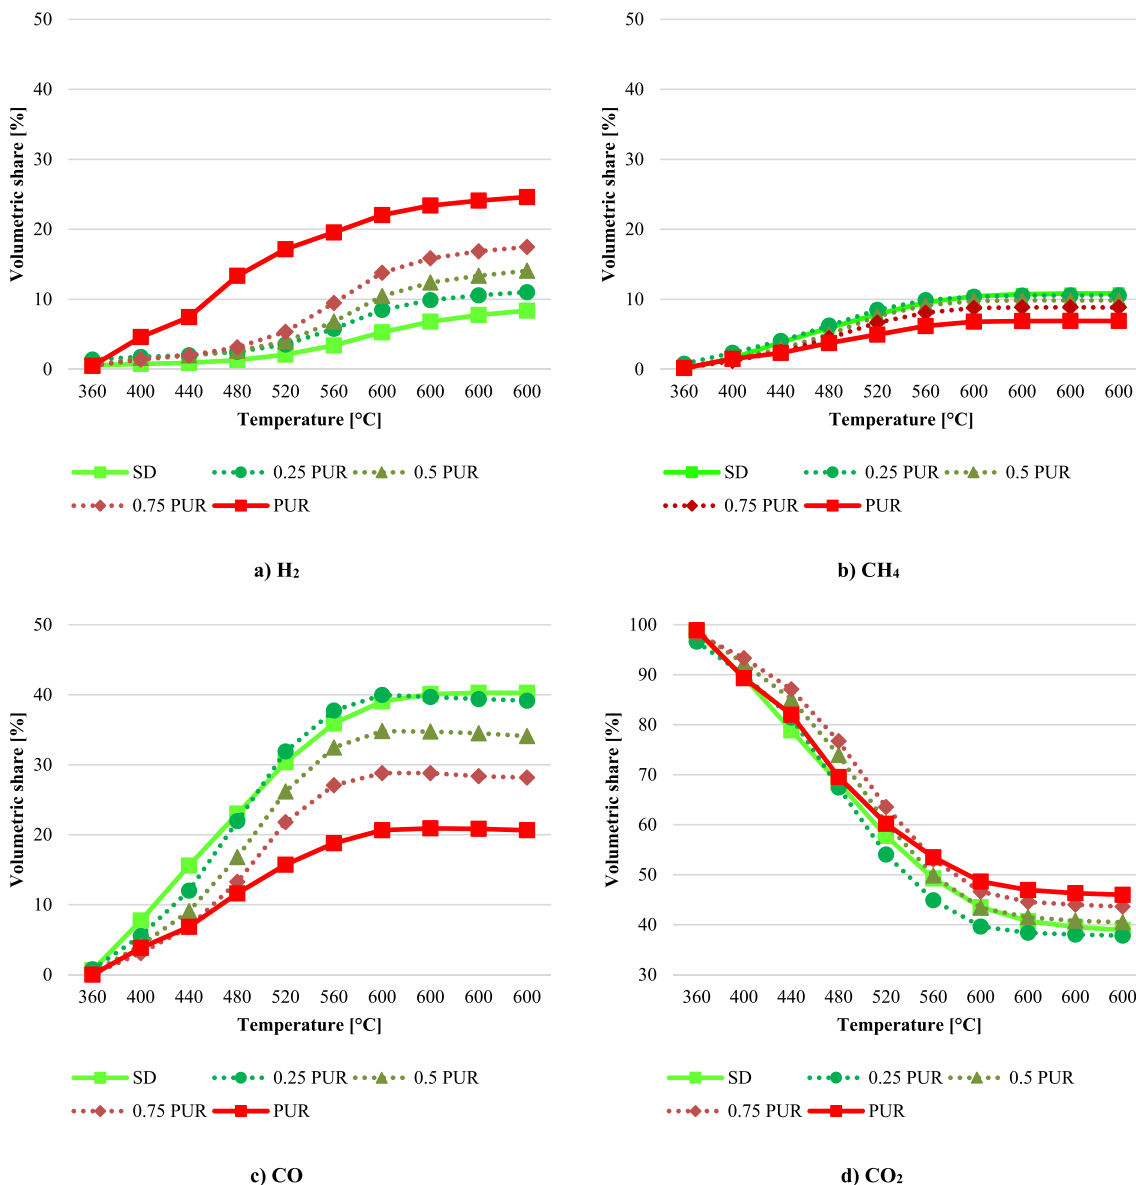 50
40
30
20
10
0
Volumetric share [%]
360 400 440 480 520 560 600 600 600 600
Temperature [°C]
SD 0.25 PUR 0.5 PUR
0.75 PUR PUR
a) H₂
50
40
30
20
10
0
Volumetric share [%]
360 400 440 480 520 560 600 600 600 600
Temperature [°C]
SD 0.25 PUR 0.5 PUR
0.75 PUR PUR
b) CH₄
50
40
30
20
10
0
Volumetric share [%]
360 400 440 480 520 560 600 600 600 600
Temperature [°C]
SD 0.25 PUR 0.5 PUR
0.75 PUR PUR
c) CO
100
90
80
70
60
50
40
30
Volumetric share [%]
360 400 440 480 520 560 600 600 600 600
Temperature [°C]
SD 0.25 PUR 0.5 PUR
0.75 PUR PUR
d) CO₂